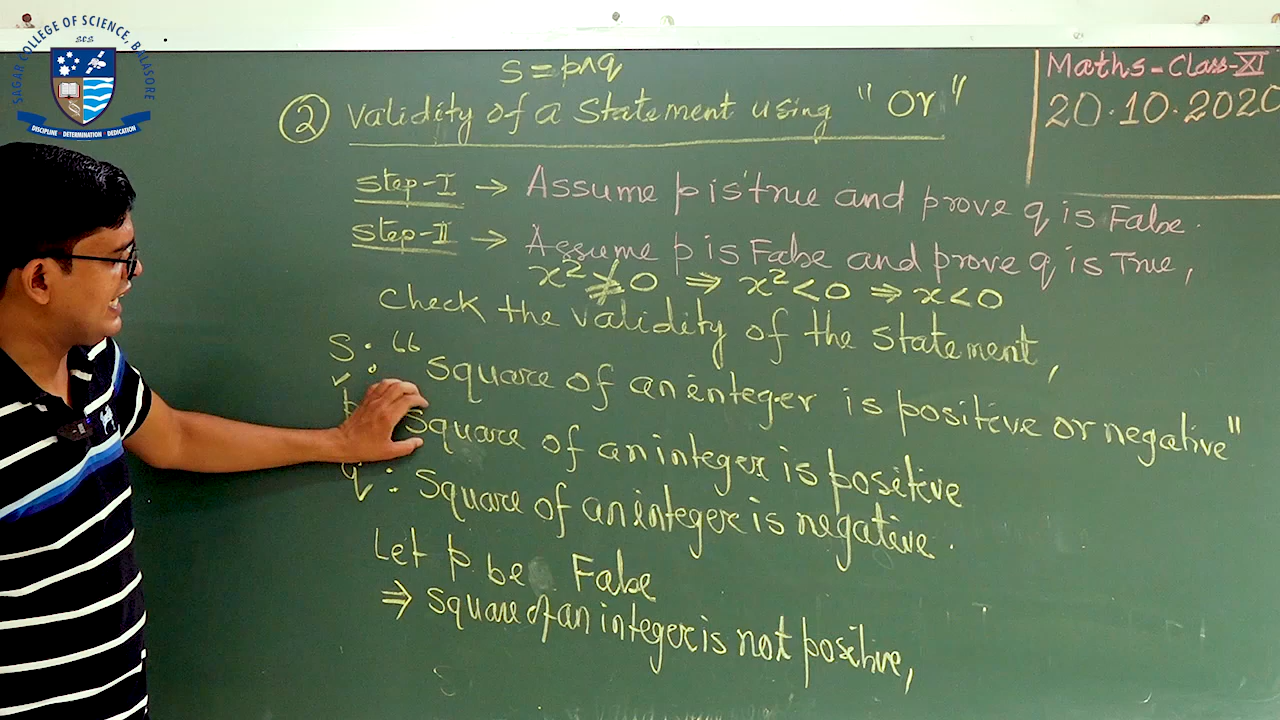 SAGAR COLLEGE OF SCIENCE, BALASORE
SCS
DISCIPLINE DETERMINATION DEDICATION
Maths - Class - XI
20.10.2020
S = p∧q
② Validity of a Statement using "Or"
Step-I → Assume p is true and prove q is False.
Step-II → Assume p is False and prove q is True,
x² ≯ 0 ⇒ x² < 0 ⇒ x < 0
Check the validity of the statement,
S : "Square of an integer is positive or negative"
p Square of an integer is positive
q : Square of an integer is negative.
Let p be False
⇒ Square of an integer is not positive,